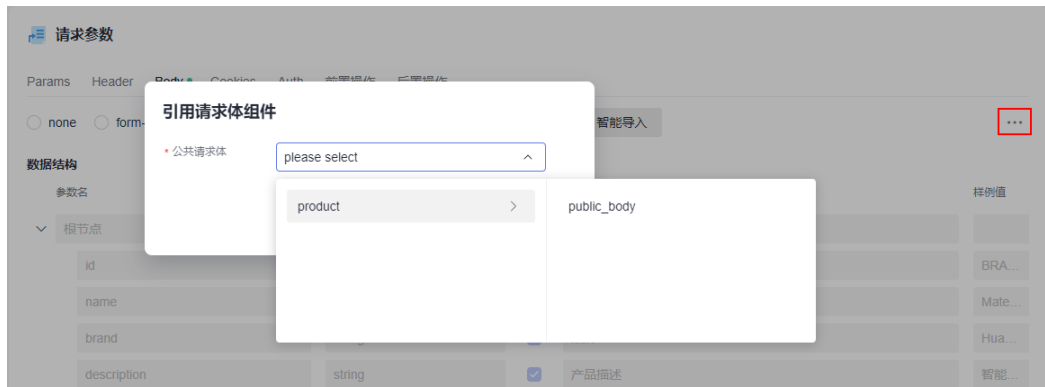 请求参数
Params Header Body Cookies Auth 前置操作 后置操作
引用请求体组件
none form- 智能导入 ...
* 公共请求体 please select
数据结构
参数名 样例值
product public_body
根节点
id BRA...
name Mate...
brand Hua...
description string 产品描述 智能...